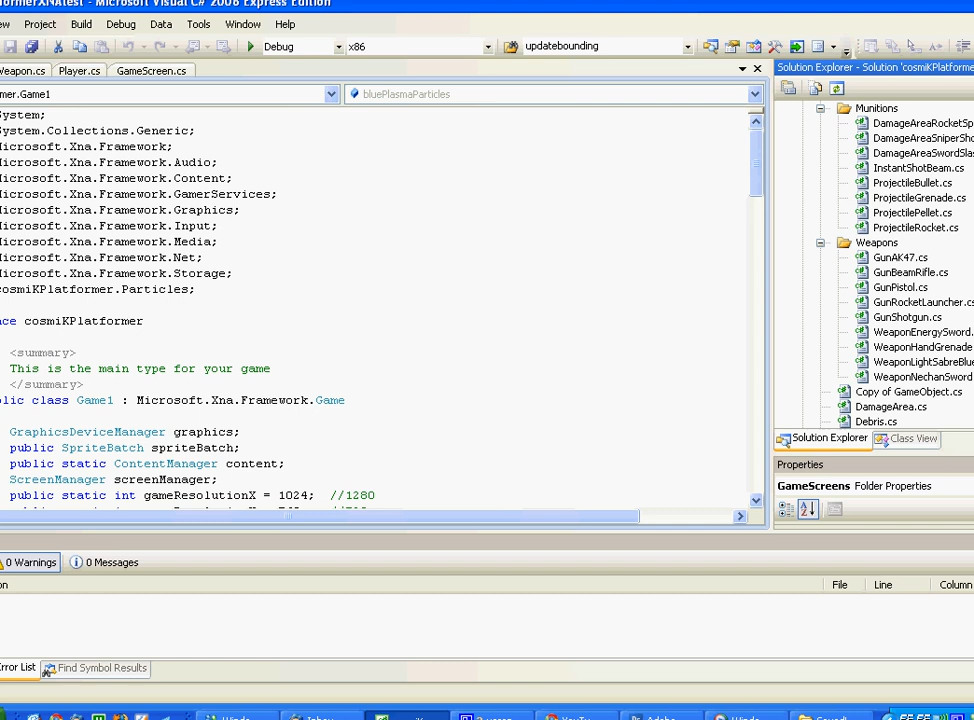 Microsoft Visual C# 2008 Express Edition
Project Build Debug Data Tools Window Help
Debug x86 updatebounding
Weapon.cs Player.cs GameScreen.cs
mer.Game1 bluePlasmaParticles
System;
System.Collections.Generic;
Microsoft.Xna.Framework;
Microsoft.Xna.Framework.Audio;
Microsoft.Xna.Framework.Content;
Microsoft.Xna.Framework.GamerServices;
Microsoft.Xna.Framework.Graphics;
Microsoft.Xna.Framework.Input;
Microsoft.Xna.Framework.Media;
Microsoft.Xna.Framework.Net;
Microsoft.Xna.Framework.Storage;
cosmiKPlatformer.Particles;
ace cosmiKPlatformer
<summary>
This is the main type for your game
</summary>
blic class Game1 : Microsoft.Xna.Framework.Game
GraphicsDeviceManager graphics;
public SpriteBatch spriteBatch;
public static ContentManager content;
ScreenManager screenManager;
public static int gameResolutionX = 1024; //1280
Solution Explorer - Solution 'cosmiKPlatforme
Munitions
DamageAreaRocketSp
DamageAreaSniperSho
DamageAreaSwordSlas
InstantShotBeam.cs
ProjectileBullet.cs
ProjectileGrenade.cs
ProjectilePellet.cs
ProjectileRocket.cs
Weapons
GunAK47.cs
GunBeamRifle.cs
GunPistol.cs
GunRocketLauncher.cs
GunShotgun.cs
WeaponEnergySword.
WeaponHandGrenade
WeaponLightSabreBlue
WeaponNechanSword
Copy of GameObject.cs
DamageArea.cs
Debris.cs
Solution Explorer Class View
Properties
GameScreens Folder Properties
0 Warnings 0 Messages
on File Line Column
Error List Find Symbol Results